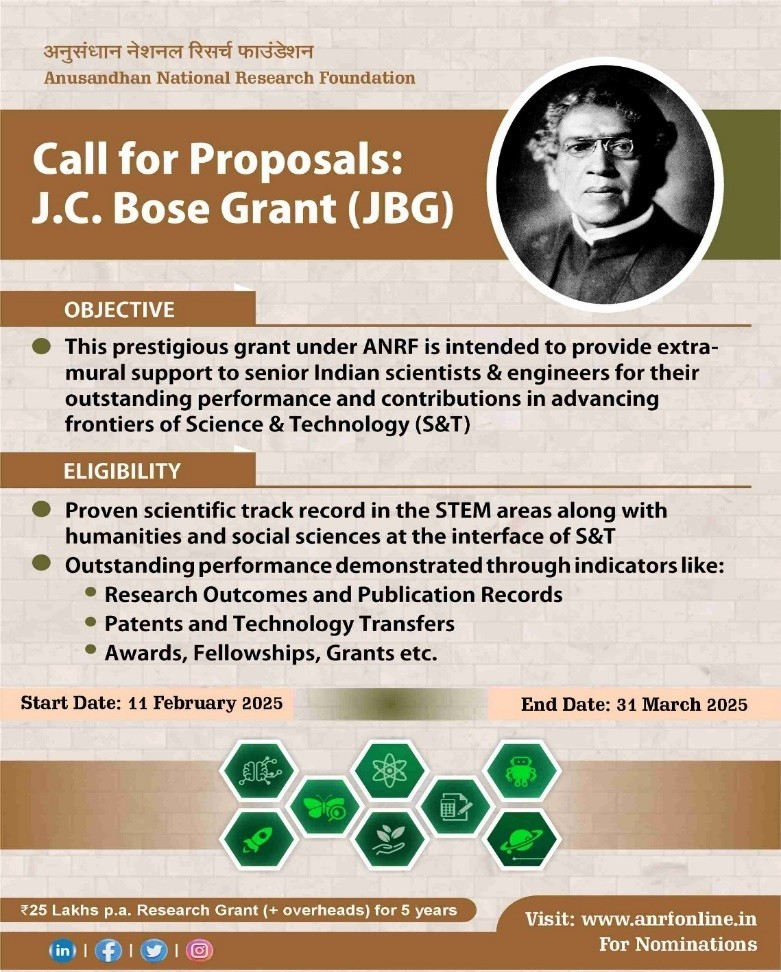 अनुसंधान नेशनल रिसर्च फाउंडेशन
Anusandhan National Research Foundation
Call for Proposals:
J.C. Bose Grant (JBG)
OBJECTIVE
This prestigious grant under ANRF is intended to provide extra-
mural support to senior Indian scientists & engineers for their
outstanding performance and contributions in advancing
frontiers of Science & Technology (S&T)
ELIGIBILITY
Proven scientific track record in the STEM areas along with
humanities and social sciences at the interface of S&T
Outstanding performance demonstrated through indicators like:
Research Outcomes and Publication Records
Patents and Technology Transfers
Awards, Fellowships, Grants etc.
Start Date: 11 February 2025
End Date: 31 March 2025
₹25 Lakhs p.a. Research Grant (+ overheads) for 5 years
Visit: www.anrfonline.in
For Nominations